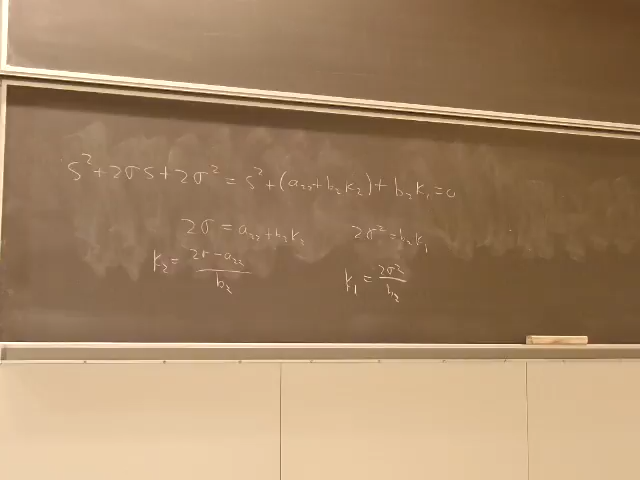 s² + 2σs + 2σ² = s² + (a₂₂ + b₂k₂) + b₂k₁ = 0
2σ = a₂₂ + b₂k₂    2σ² = b₂k₁
k₂ = (2σ - a₂₂) / b₂    k₁ = 2σ² / b₂